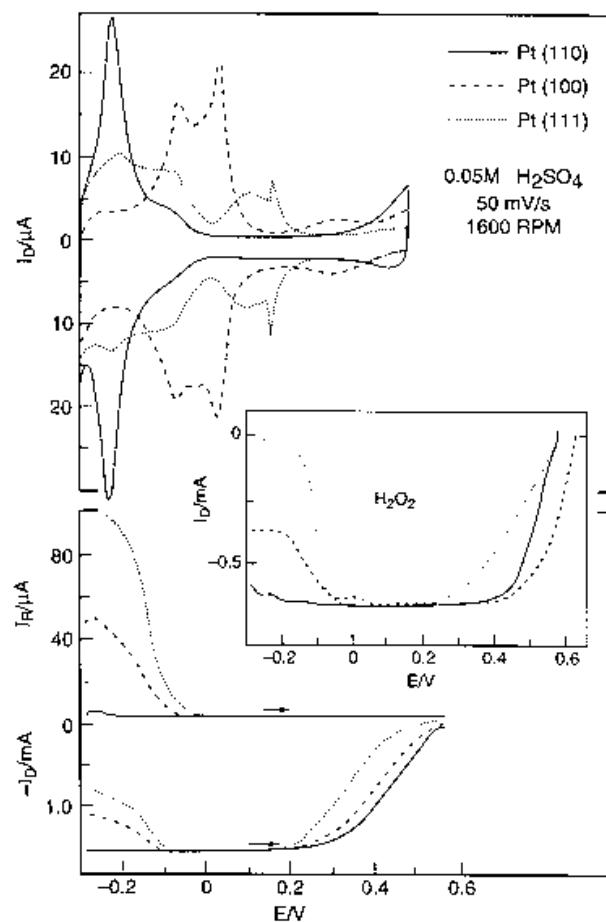 Pt (110)
Pt (100)
Pt (111)
0.05M H₂SO₄
50 mV/s
1600 RPM
20
10
0
10
20
I_D/μA
0
-0.5
I_D/mA
H₂O₂
-0.2
0
0.2
0.4
0.6
E/V
80
40
0
I_R/μA
0
1.0
-I_D/mA
-0.2
0
0.2
0.4
0.6
E/V